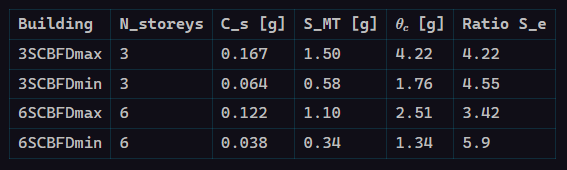 Building N_storeys C_s [g] S_MT [g] θ_c [g] Ratio S_e
3SCBFDmax 3 0.167 1.50 4.22 4.22
3SCBFDmin 3 0.064 0.58 1.76 4.55
6SCBFDmax 6 0.122 1.10 2.51 3.42
6SCBFDmin 6 0.038 0.34 1.34 5.9